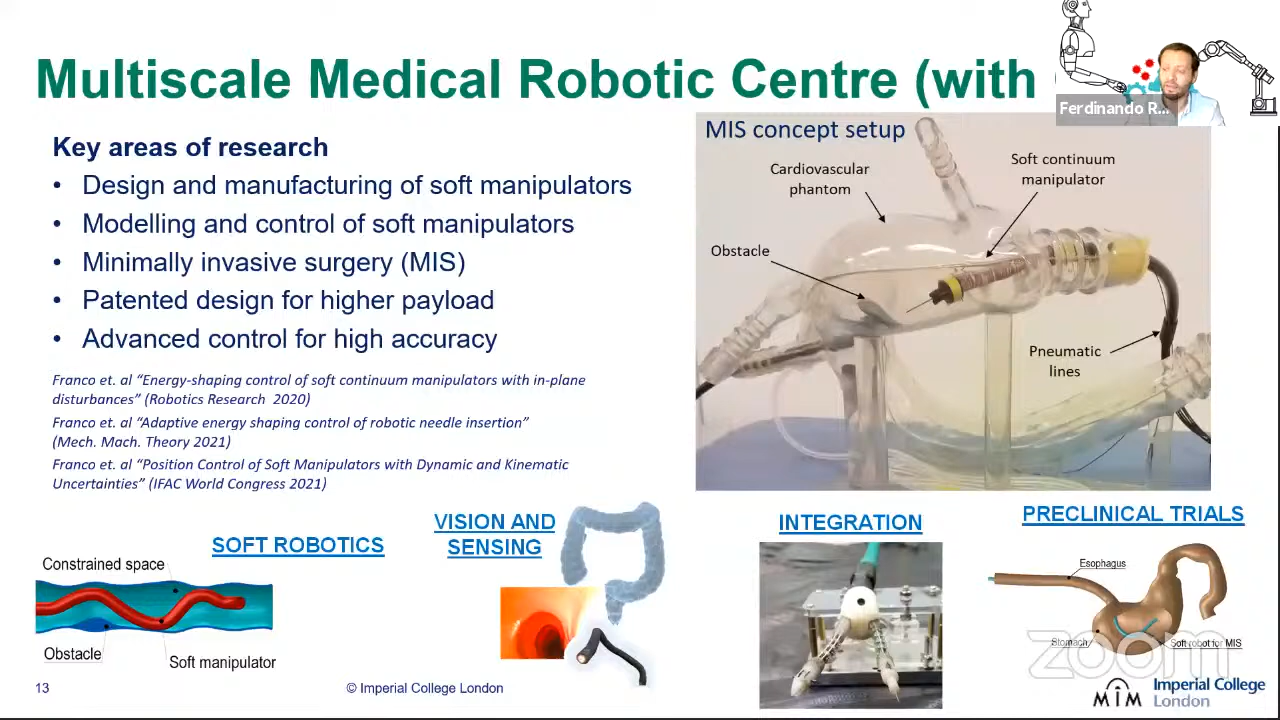 Multiscale Medical Robotic Centre (with
Ferdinando R...
Key areas of research
• Design and manufacturing of soft manipulators
• Modelling and control of soft manipulators
• Minimally invasive surgery (MIS)
• Patented design for higher payload
• Advanced control for high accuracy
Franco et. al “Energy-shaping control of soft continuum manipulators with in-plane
disturbances” (Robotics Research 2020)
Franco et. al “Adaptive energy shaping control of robotic needle insertion”
(Mech. Mach. Theory 2021)
Franco et. al “Position Control of Soft Manipulators with Dynamic and Kinematic
Uncertainties” (IFAC World Congress 2021)
MIS concept setup
Cardiovascular
phantom
Soft continuum
manipulator
Obstacle
Pneumatic
lines
SOFT ROBOTICS
Constrained space
Obstacle
Soft manipulator
VISION AND
SENSING
INTEGRATION
PRECLINICAL TRIALS
Esophagus
Stomach
Soft robot for MIS
zoom
13
© Imperial College London
MIM
Imperial College
London